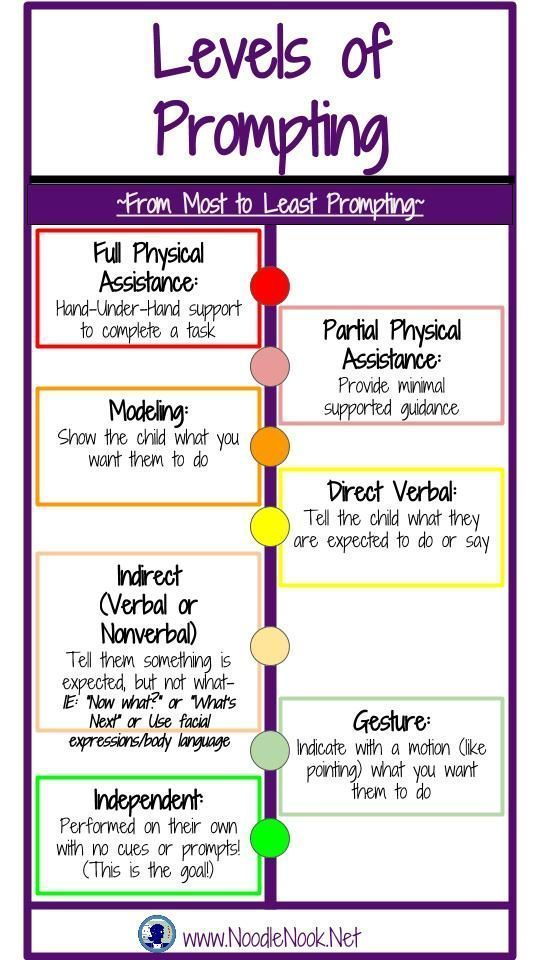 Levels of
Prompting
~From Most to Least Prompting~
Full Physical
Assistance:
Hand-Under-Hand support
to complete a task
Partial Physical
Assistance:
Provide minimal
supported guidance
Modeling:
Show the child what you
want them to do
Direct Verbal:
Tell the child what they
are expected to do or say
Indirect
(Verbal or
Nonverbal)
Tell them something is
expected, but not what-
IE: "Now what?" or "What's
Next" or Use facial
expressions/body language
Gesture:
Indicate with a motion (like
pointing) what you want
them to do
Independent:
Performed on their own
with no cues or prompts!
(This is the goal!)
www.NoodleNook.Net